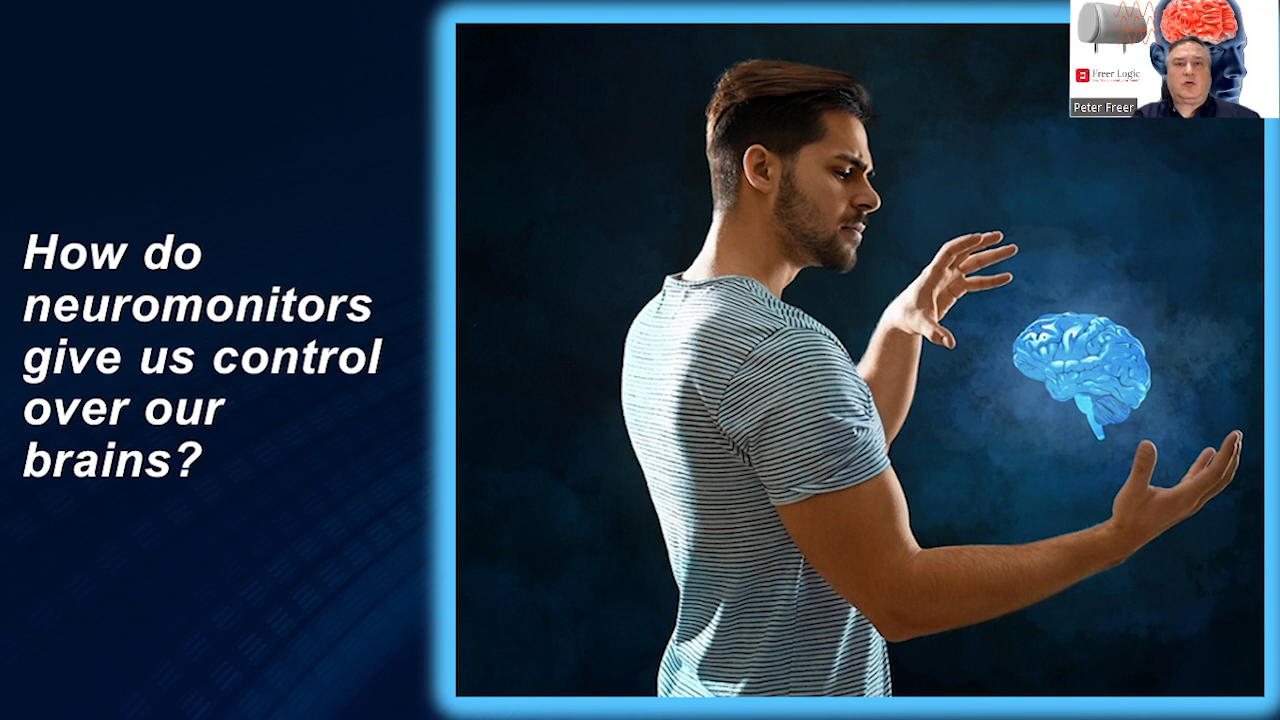 How do
neuromonitors
give us control
over our
brains?
Freer Logic
Peter Freer